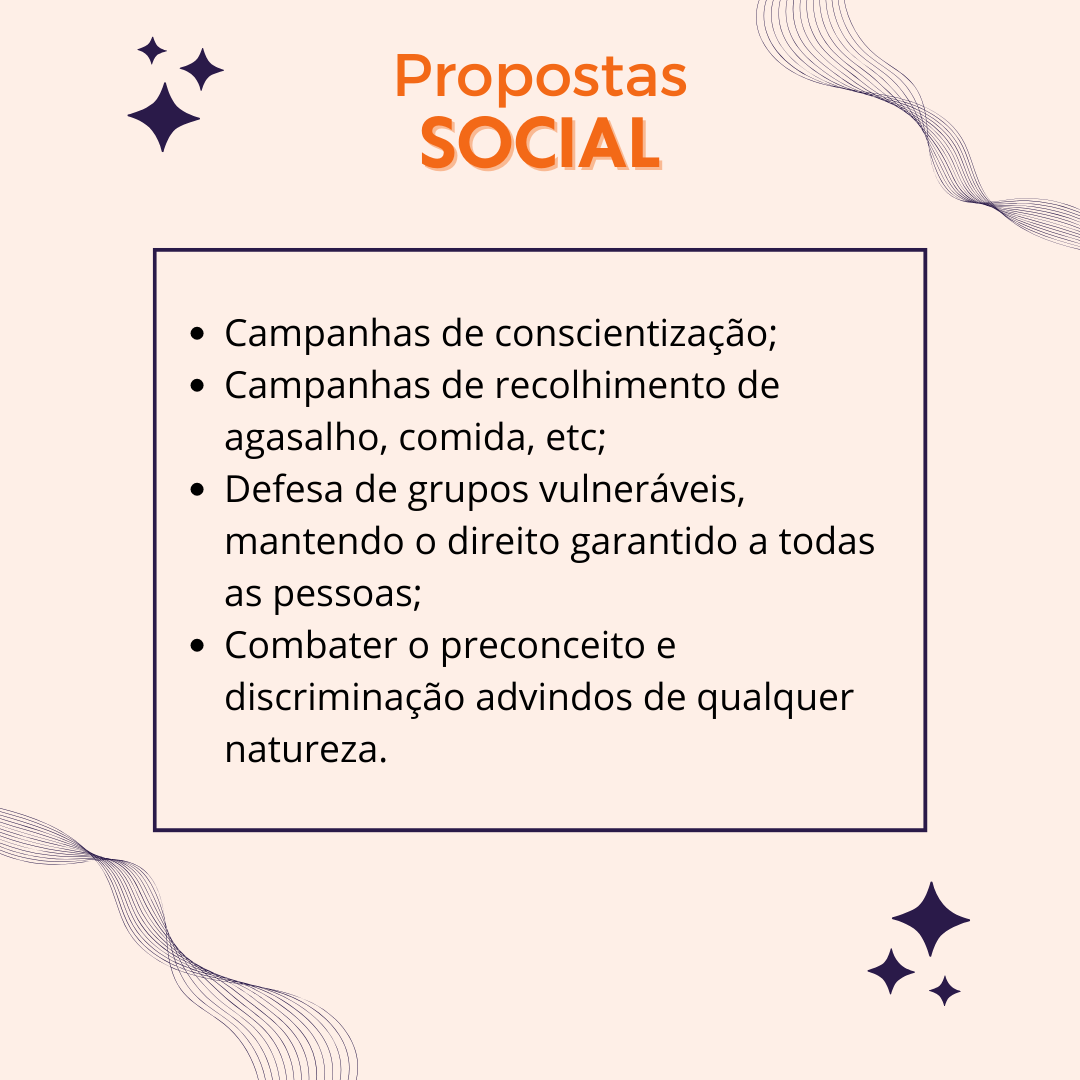 Propostas
SOCIAL
• Campanhas de conscientização;
• Campanhas de recolhimento de
agasalho, comida, etc;
• Defesa de grupos vulneráveis,
mantendo o direito garantido a todas
as pessoas;
• Combater o preconceito e
discriminação advindos de qualquer
natureza.